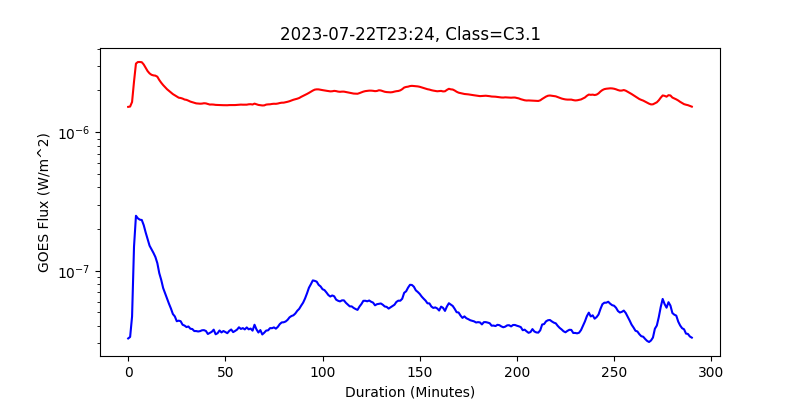 2023-07-22T23:24, Class=C3.1
GOES Flux (W/m^2)
10^-6
10^-7
0 50 100 150 200 250 300
Duration (Minutes)